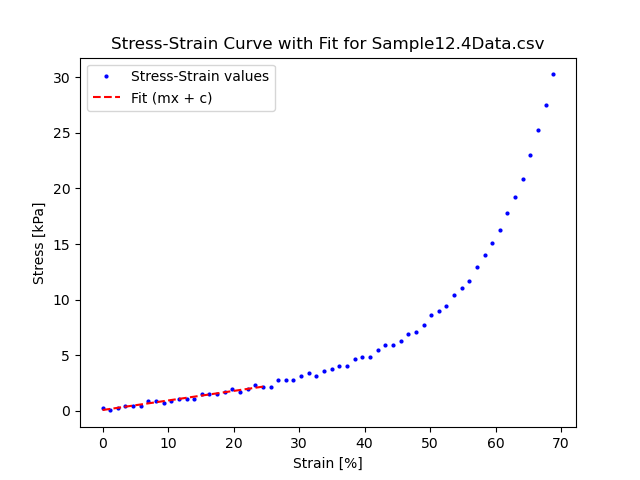 Stress-Strain Curve with Fit for Sample12.4Data.csv
Stress-Strain values
Fit (mx + c)
30
25
20
15
10
5
0
Stress [kPa]
0 10 20 30 40 50 60 70
Strain [%]